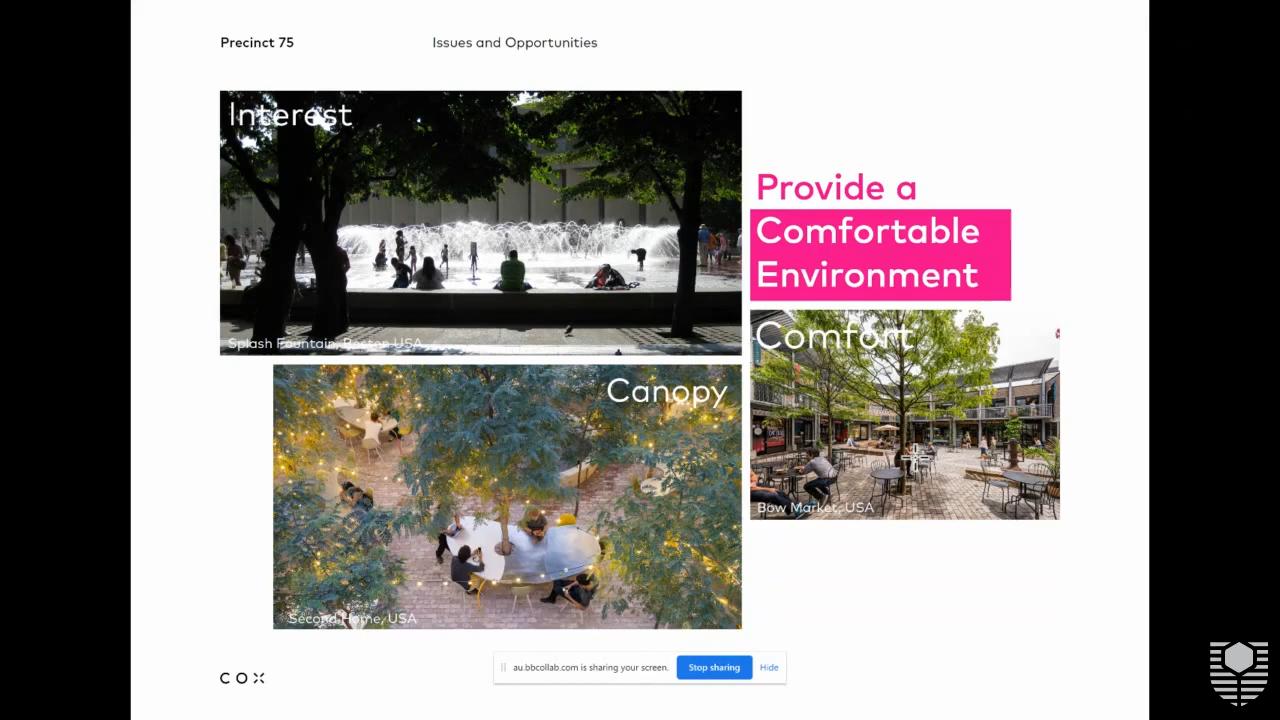 Precinct 75
Issues and Opportunities
Interest
Splash Fountain, Boston USA
Provide a
Comfortable
Environment
Comfort
Bow Market, USA
Canopy
Second Home, USA
au.bbcollab.com is sharing your screen.
Stop sharing
Hide
COX